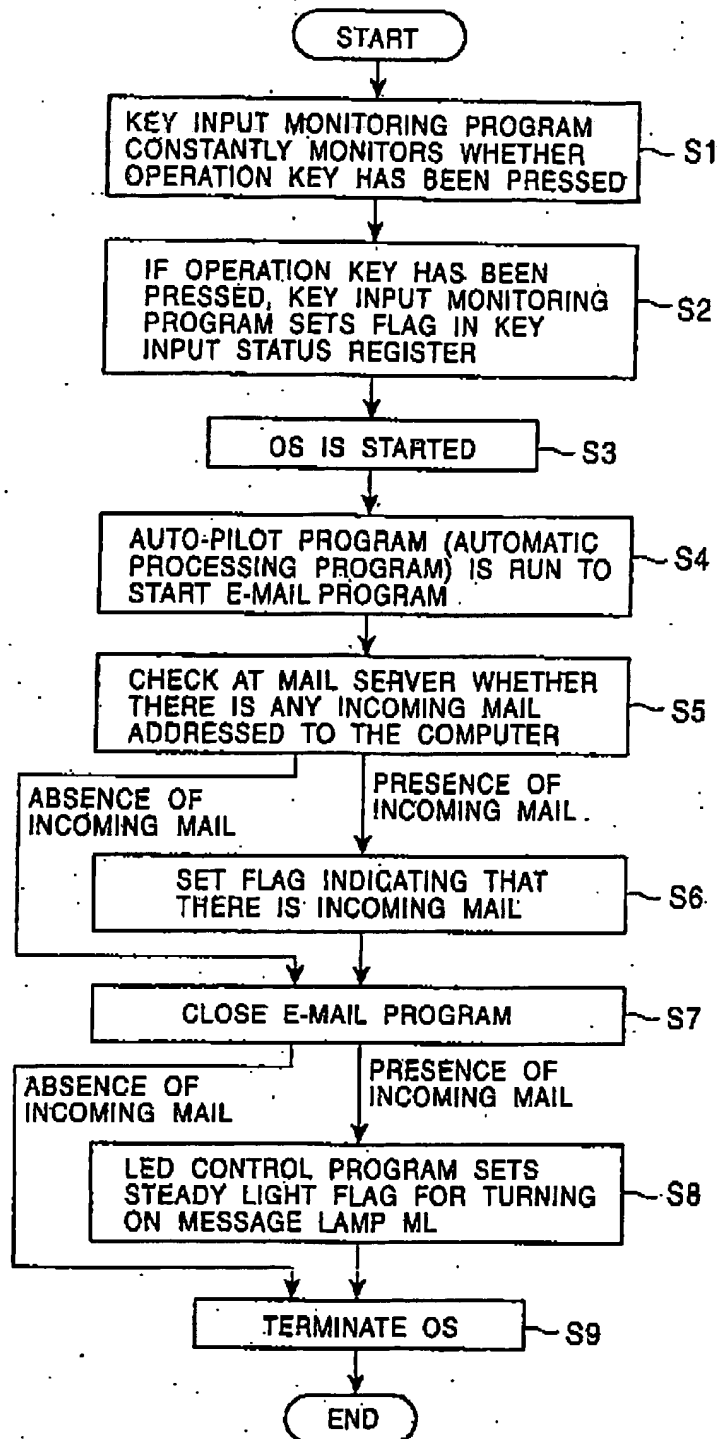 START
KEY INPUT MONITORING PROGRAM
CONSTANTLY MONITORS WHETHER
OPERATION KEY HAS BEEN PRESSED
S1
IF OPERATION KEY HAS BEEN
PRESSED, KEY INPUT MONITORING
PROGRAM SETS FLAG IN KEY
INPUT STATUS REGISTER
S2
OS IS STARTED
S3
AUTO-PILOT PROGRAM (AUTOMATIC
PROCESSING PROGRAM) IS RUN TO
START E-MAIL PROGRAM
S4
CHECK AT MAIL SERVER WHETHER
THERE IS ANY INCOMING MAIL
ADDRESSED TO THE COMPUTER
S5
ABSENCE OF
INCOMING MAIL
PRESENCE OF
INCOMING MAIL
SET FLAG INDICATING THAT
THERE IS INCOMING MAIL
S6
CLOSE E-MAIL PROGRAM
S7
ABSENCE OF
INCOMING MAIL
PRESENCE OF
INCOMING MAIL
LED CONTROL PROGRAM SETS
STEADY LIGHT FLAG FOR TURNING
ON MESSAGE LAMP ML
S8
TERMINATE OS
S9
END